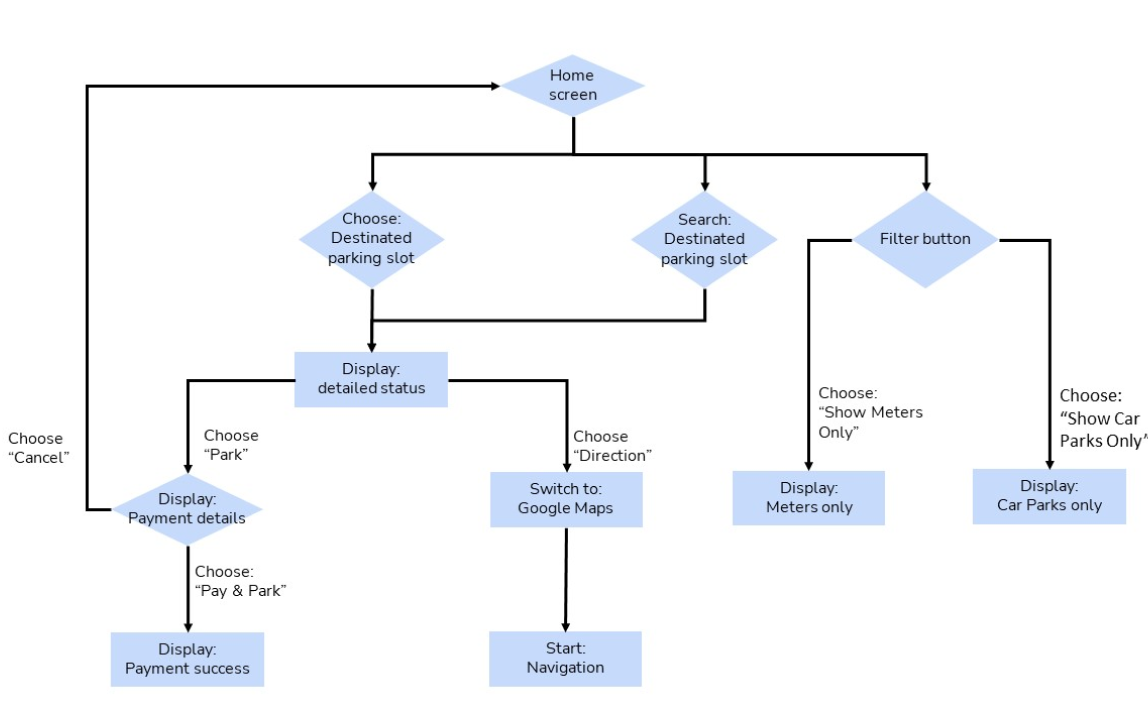 Home
screen
Choose:
Destinated
parking slot
Search:
Destinated
parking slot
Filter button
Display:
detailed status
Choose:
“Show Meters
Only”
Choose:
“Show Car
Parks Only”
Choose
“Cancel”
Choose
“Park”
Choose
“Direction”
Display:
Payment details
Switch to:
Google Maps
Display:
Meters only
Display:
Car Parks only
Choose:
“Pay & Park”
Display:
Payment success
Start:
Navigation